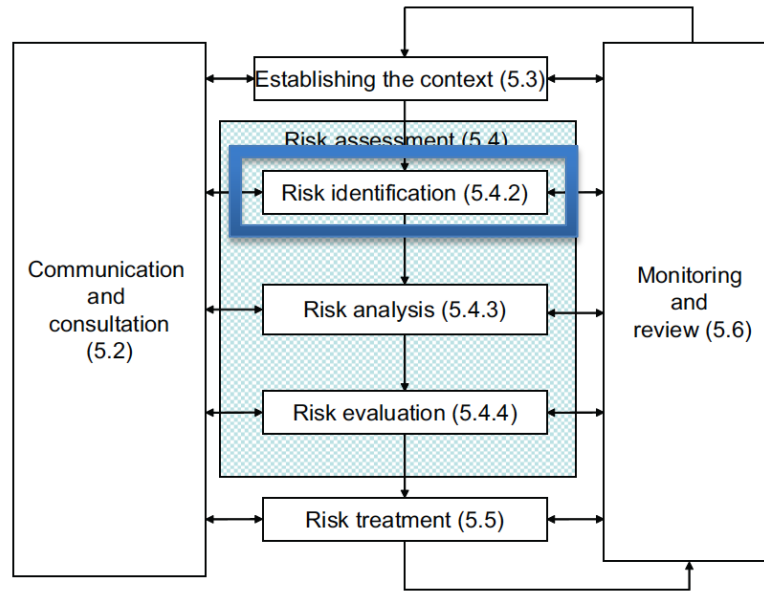 Establishing the context (5.3)
Risk assessment (5.4)
Risk identification (5.4.2)
Communication
and
consultation
(5.2)
Risk analysis (5.4.3)
Monitoring
and
review (5.6)
Risk evaluation (5.4.4)
Risk treatment (5.5)